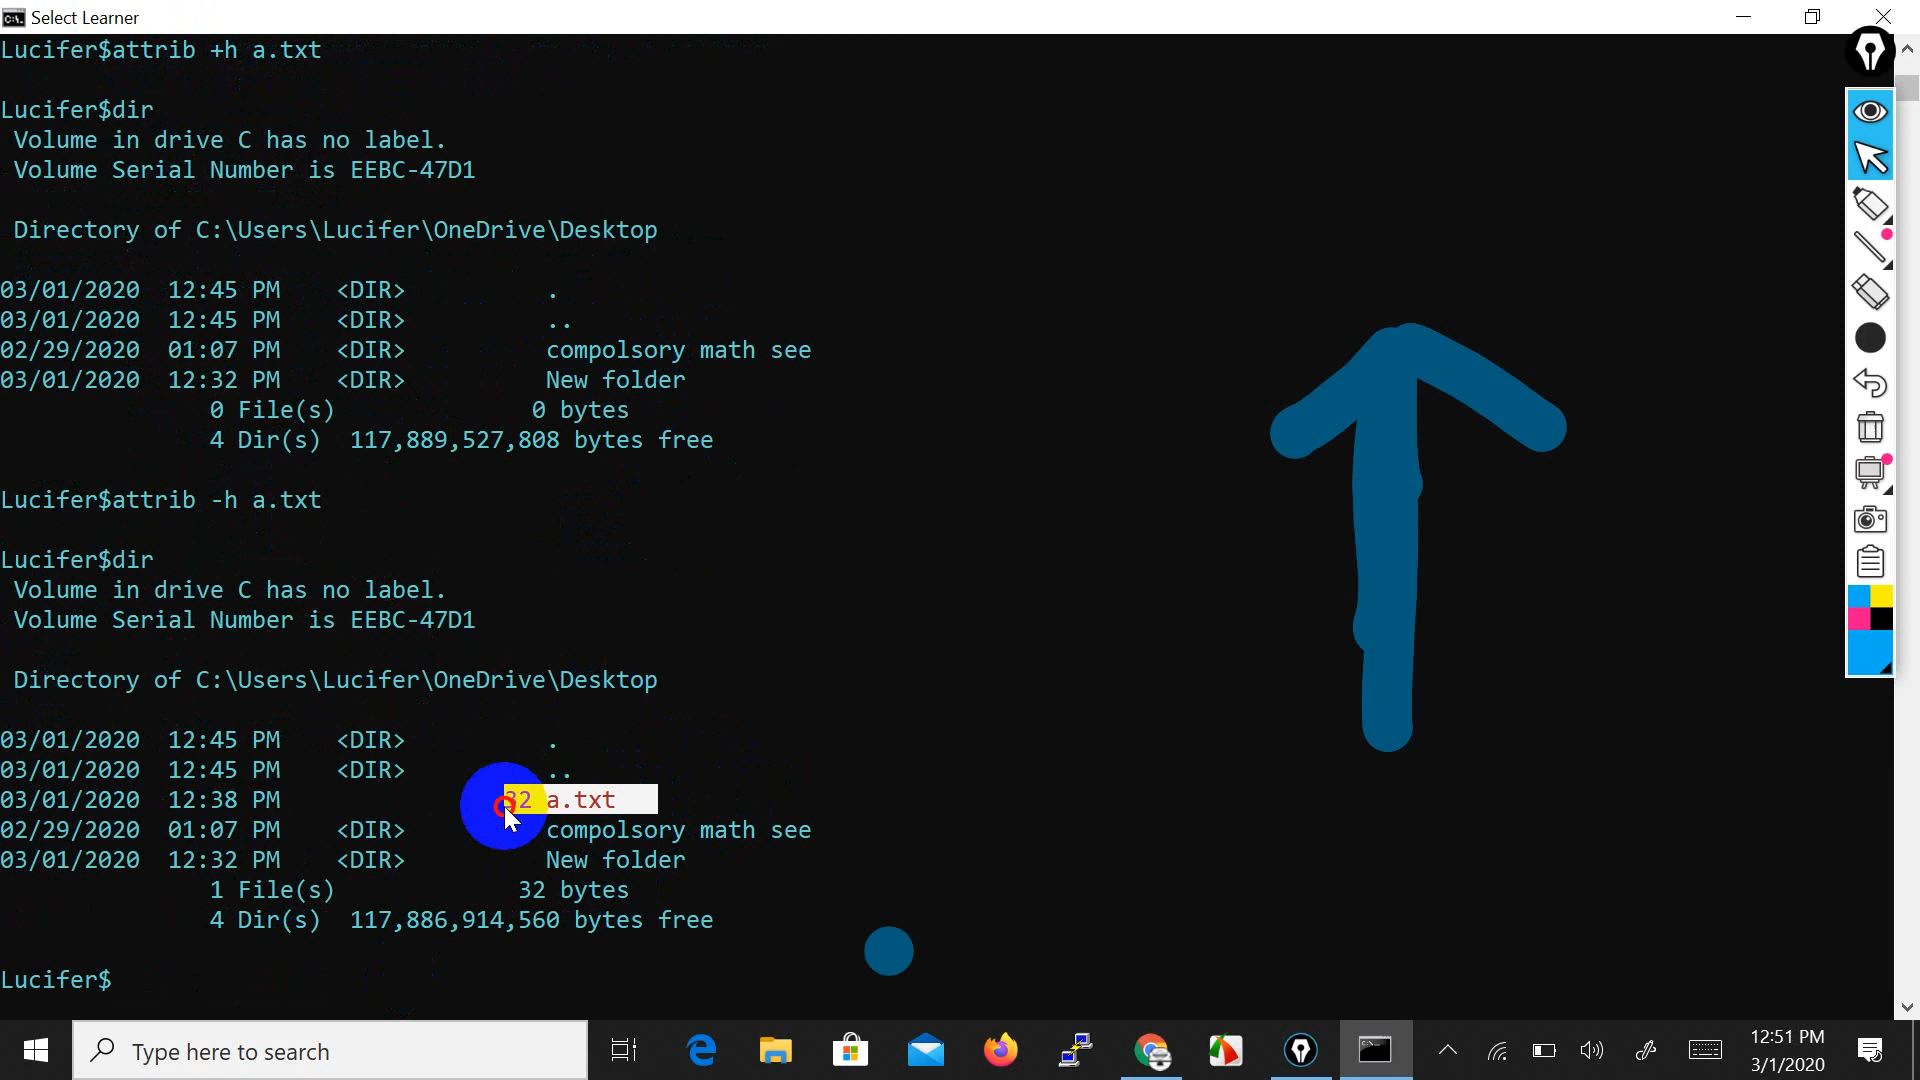 Select Learner
Lucifer$attrib +h a.txt
Lucifer$dir
Volume in drive C has no label.
Volume Serial Number is EEBC-47D1
Directory of C:\Users\Lucifer\OneDrive\Desktop
03/01/2020  12:45 PM    <DIR>          .
03/01/2020  12:45 PM    <DIR>          ..
02/29/2020  01:07 PM    <DIR>          compolsory math see
03/01/2020  12:32 PM    <DIR>          New folder
0 File(s)              0 bytes
4 Dir(s)  117,889,527,808 bytes free
Lucifer$attrib -h a.txt
Lucifer$dir
Volume in drive C has no label.
Volume Serial Number is EEBC-47D1
Directory of C:\Users\Lucifer\OneDrive\Desktop
03/01/2020  12:45 PM    <DIR>          .
03/01/2020  12:45 PM    <DIR>          ..
03/01/2020  12:38 PM                32 a.txt
02/29/2020  01:07 PM    <DIR>          compolsory math see
03/01/2020  12:32 PM    <DIR>          New folder
1 File(s)             32 bytes
4 Dir(s)  117,886,914,560 bytes free
Lucifer$
Type here to search
12:51 PM
3/1/2020